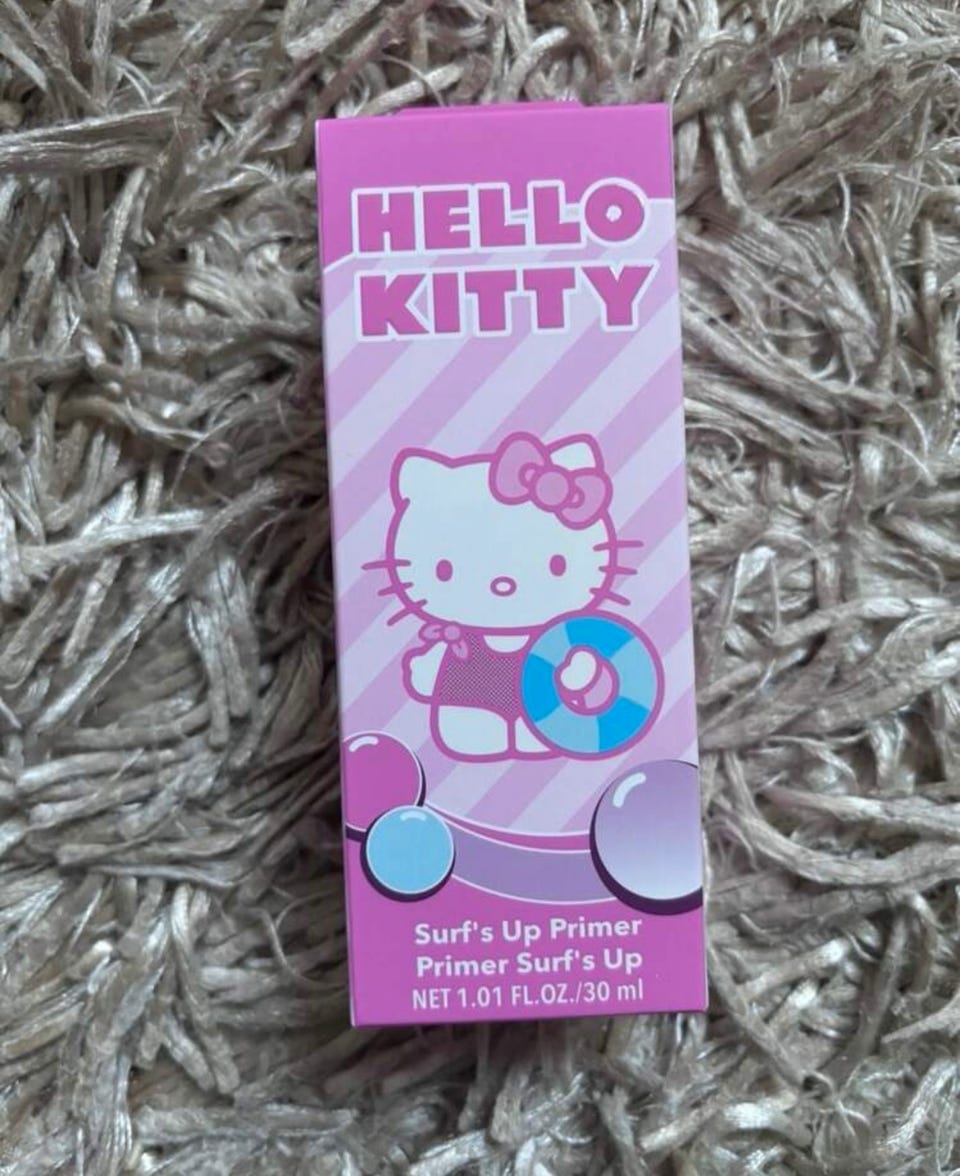 HELLO
KITTY
Surf's Up Primer
Primer Surf's Up
NET 1.01 FL.OZ./30 ml